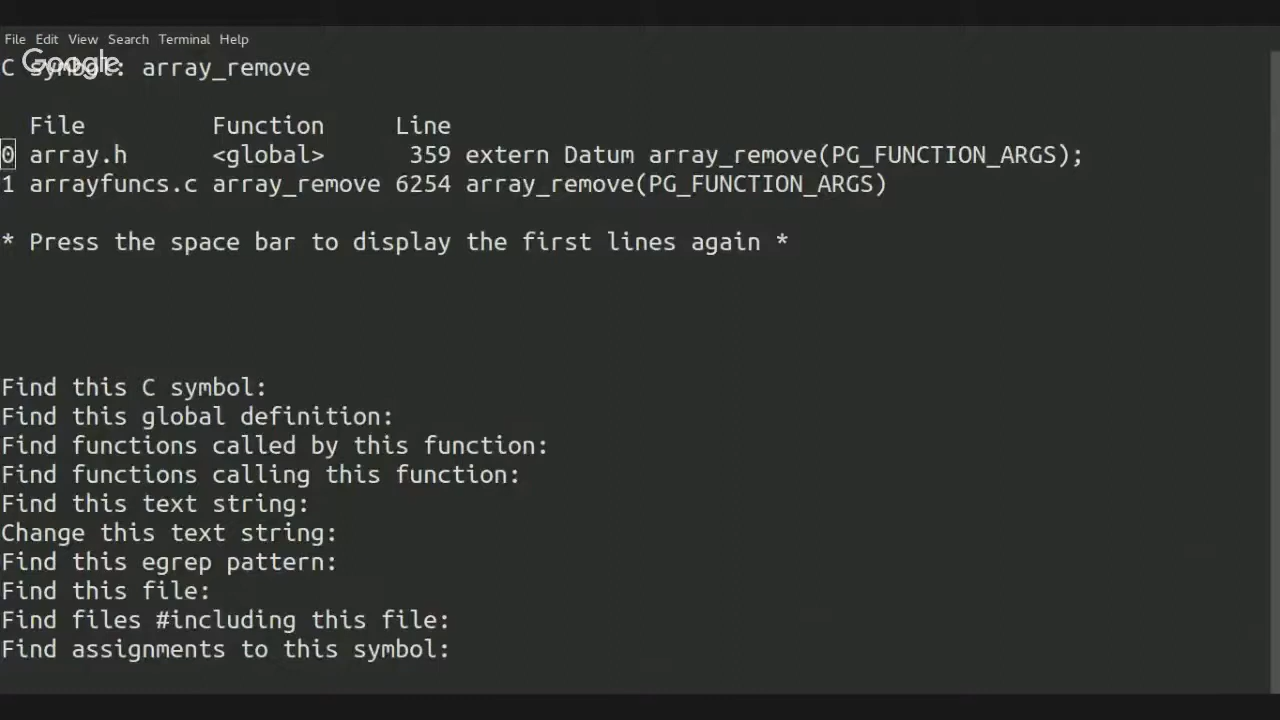 File Edit View Search Terminal Help
Google
C symbol: array_remove
File Function Line
0 array.h <global> 359 extern Datum array_remove(PG_FUNCTION_ARGS);
1 arrayfuncs.c array_remove 6254 array_remove(PG_FUNCTION_ARGS)
* Press the space bar to display the first lines again *
Find this C symbol:
Find this global definition:
Find functions called by this function:
Find functions calling this function:
Find this text string:
Change this text string:
Find this egrep pattern:
Find this file:
Find files #including this file:
Find assignments to this symbol: